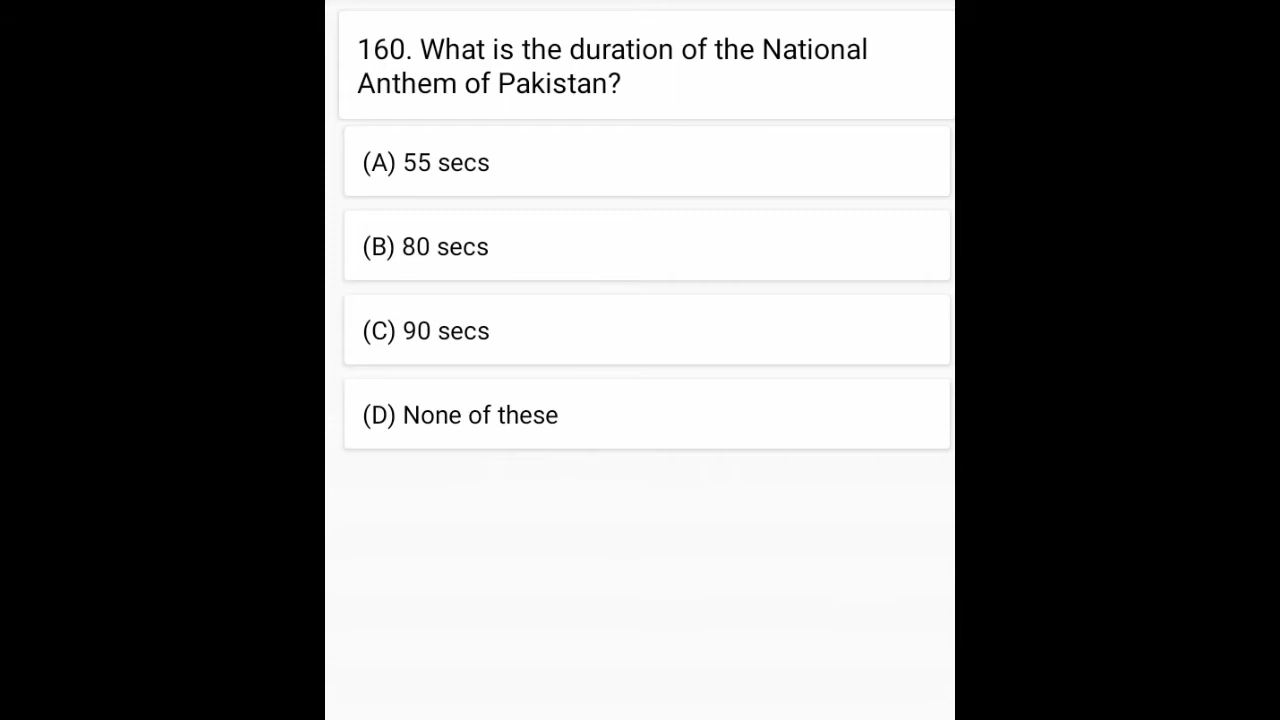 160. What is the duration of the National
Anthem of Pakistan?
(A) 55 secs
(B) 80 secs
(C) 90 secs
(D) None of these